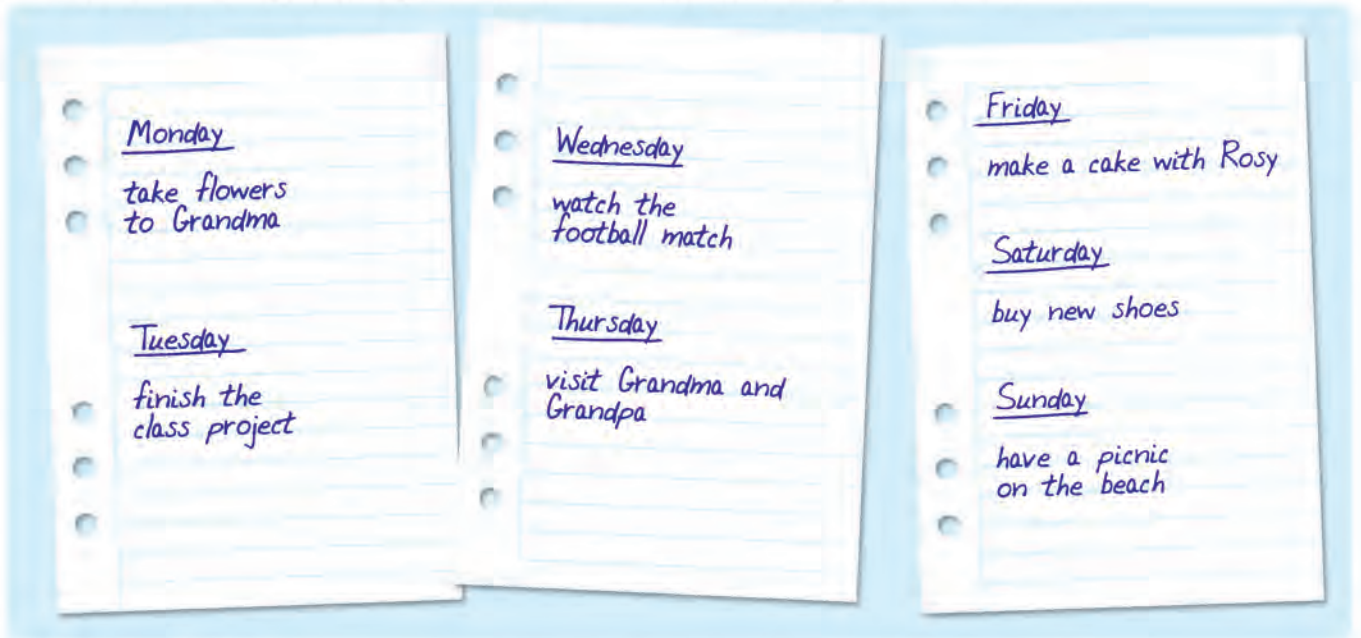 Monday
take flowers
to Grandma
Tuesday
finish the
class project
Wednesday
watch the
football match
Thursday
visit Grandma and
Grandpa
Friday
make a cake with Rosy
Saturday
buy new shoes
Sunday
have a picnic
on the beach